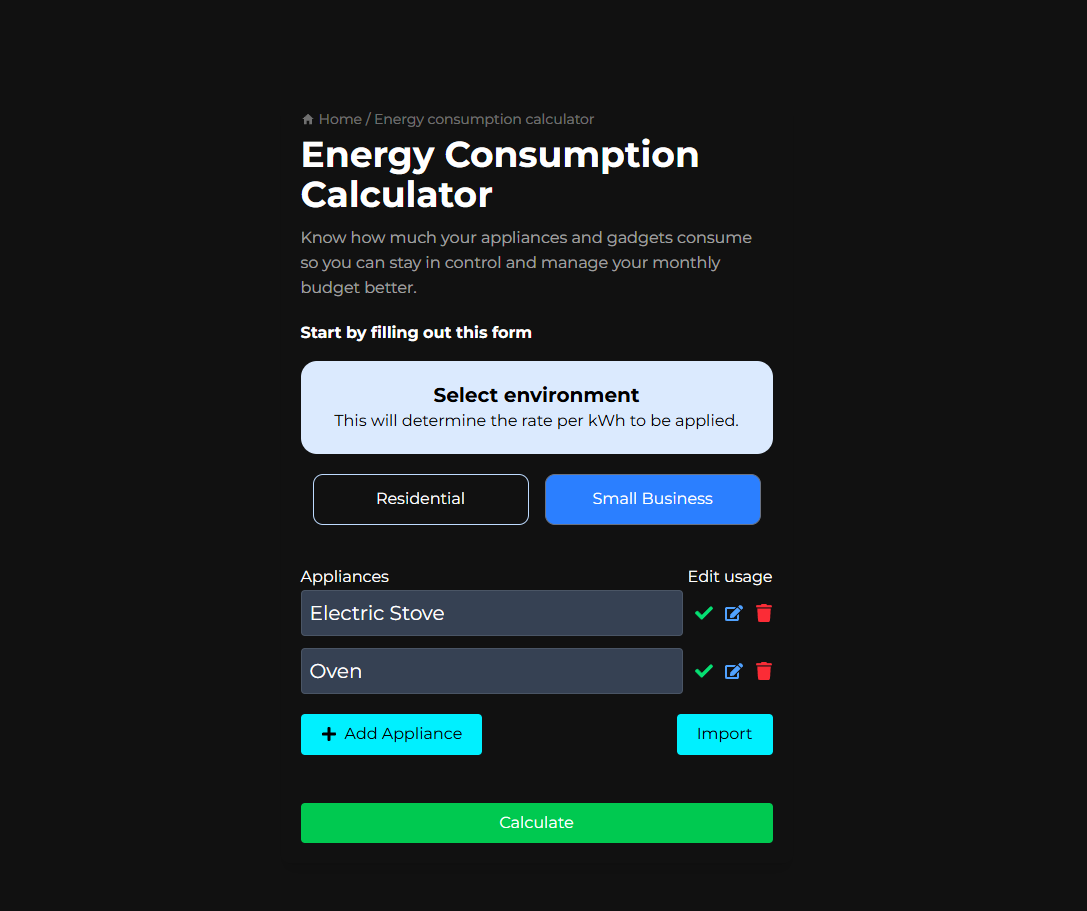 Home / Energy consumption calculator
Energy Consumption
Calculator
Know how much your appliances and gadgets consume
so you can stay in control and manage your monthly
budget better.
Start by filling out this form
Select environment
This will determine the rate per kWh to be applied.
Residential
Small Business
Appliances
Edit usage
Electric Stove
Oven
Add Appliance
Import
Calculate